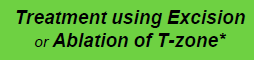 Treatment using Excision
or Ablation of T-zone*